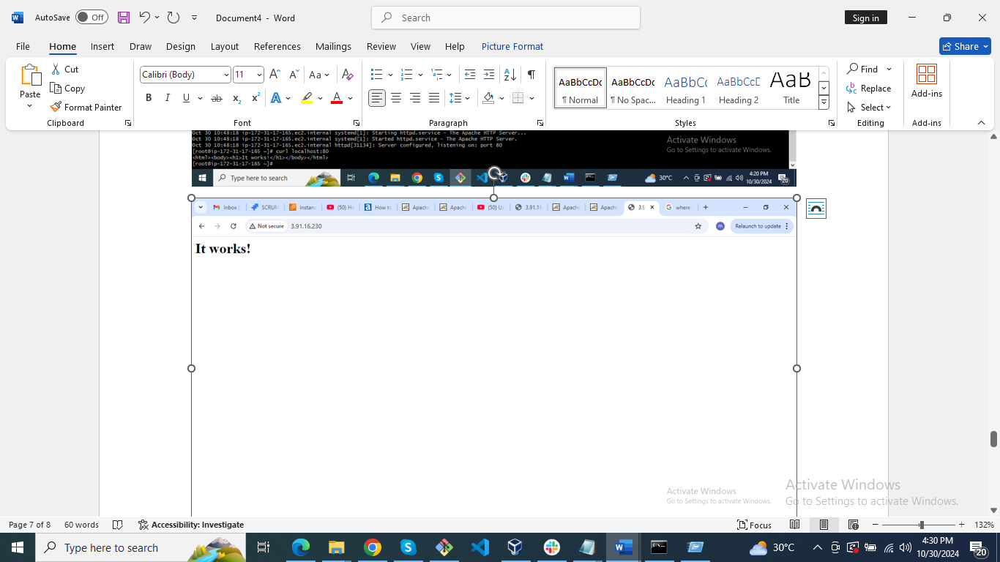 AutoSave Off Document4 - Word Search Sign in
File Home Insert Draw Design Layout References Mailings Review View Help Picture Format Share
Paste Cut Copy Format Painter
Calibri (Body) 11 Aa
B I U ab x₂ x² A A
AaBbCcDc AaBbCcDc AaBbCc AaBbCcD AaB
¶ Normal ¶ No Spac... Heading 1 Heading 2 Title
Find Replace Select
Add-ins
Clipboard Font Paragraph Styles Editing Add-ins
Oct 30 10:48:18 ip-172-31-17-165.ec2.internal systemd[1]: Starting httpd.service - The Apache HTTP Server...
Oct 30 10:48:18 ip-172-31-17-165.ec2.internal systemd[1]: Started httpd.service - The Apache HTTP Server.
Oct 30 10:48:18 ip-172-31-17-165.ec2.internal httpd[31134]: Server configured, listening on: port 80
[root@ip-172-31-17-165 ~]# curl localhost:80
<html><body><h1>It works!</h1></body></html>
[root@ip-172-31-17-165 ~]#
Activate Windows
Go to Settings to activate Windows.
Type here to search 30°C 4:20 PM
10/30/2024 20
Inbox ( SCRUM Instanc (50) H How to Apache Apache (50) Us 3.91.16 Apache Apache 3.9 where
Not secure 3.91.16.230 m Relaunch to update
It works!
Activate Windows
Go to Settings to activate Windows.
Activate Windows
Go to Settings to activate Windows.
Page 7 of 8 60 words Accessibility: Investigate Focus 132%
Type here to search 30°C 4:30 PM
10/30/2024 20